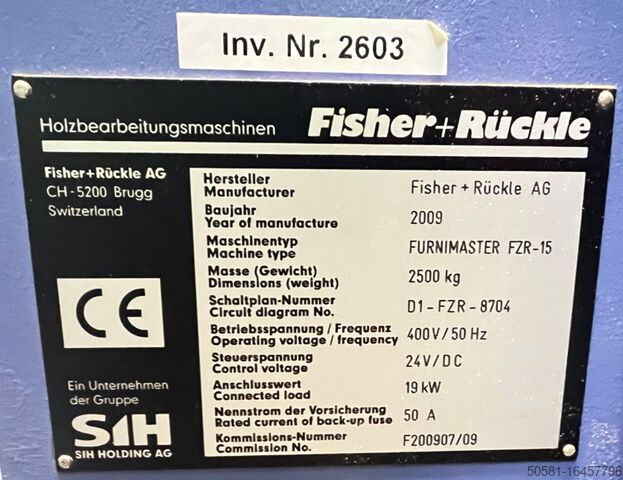 Inv. Nr. 2603
Holzbearbeitungsmaschinen Fisher+Rückle
Fisher+Rückle AG
CH-5200 Brugg
Switzerland
CE
Ein Unternehmen
der Gruppe
SIH
SIH HOLDING AG
Hersteller
Manufacturer Fisher + Rückle AG
Baujahr
Year of manufacture 2009
Maschinentyp
Machine type FURNIMASTER FZR-15
Masse (Gewicht)
Dimensions (weight) 2500 kg
Schaltplan-Nummer
Circuit diagram No. D1-FZR-8704
Betriebsspannung / Frequenz
Operating voltage / frequency 400V/50 Hz
Steuerspannung
Control voltage 24V/DC
Anschlusswert
Connected load 19 kW
Nennstrom der Vorsicherung
Rated current of back-up fuse 50 A
Kommissions-Nummer
Commission No. F200907/09
50581-16457796